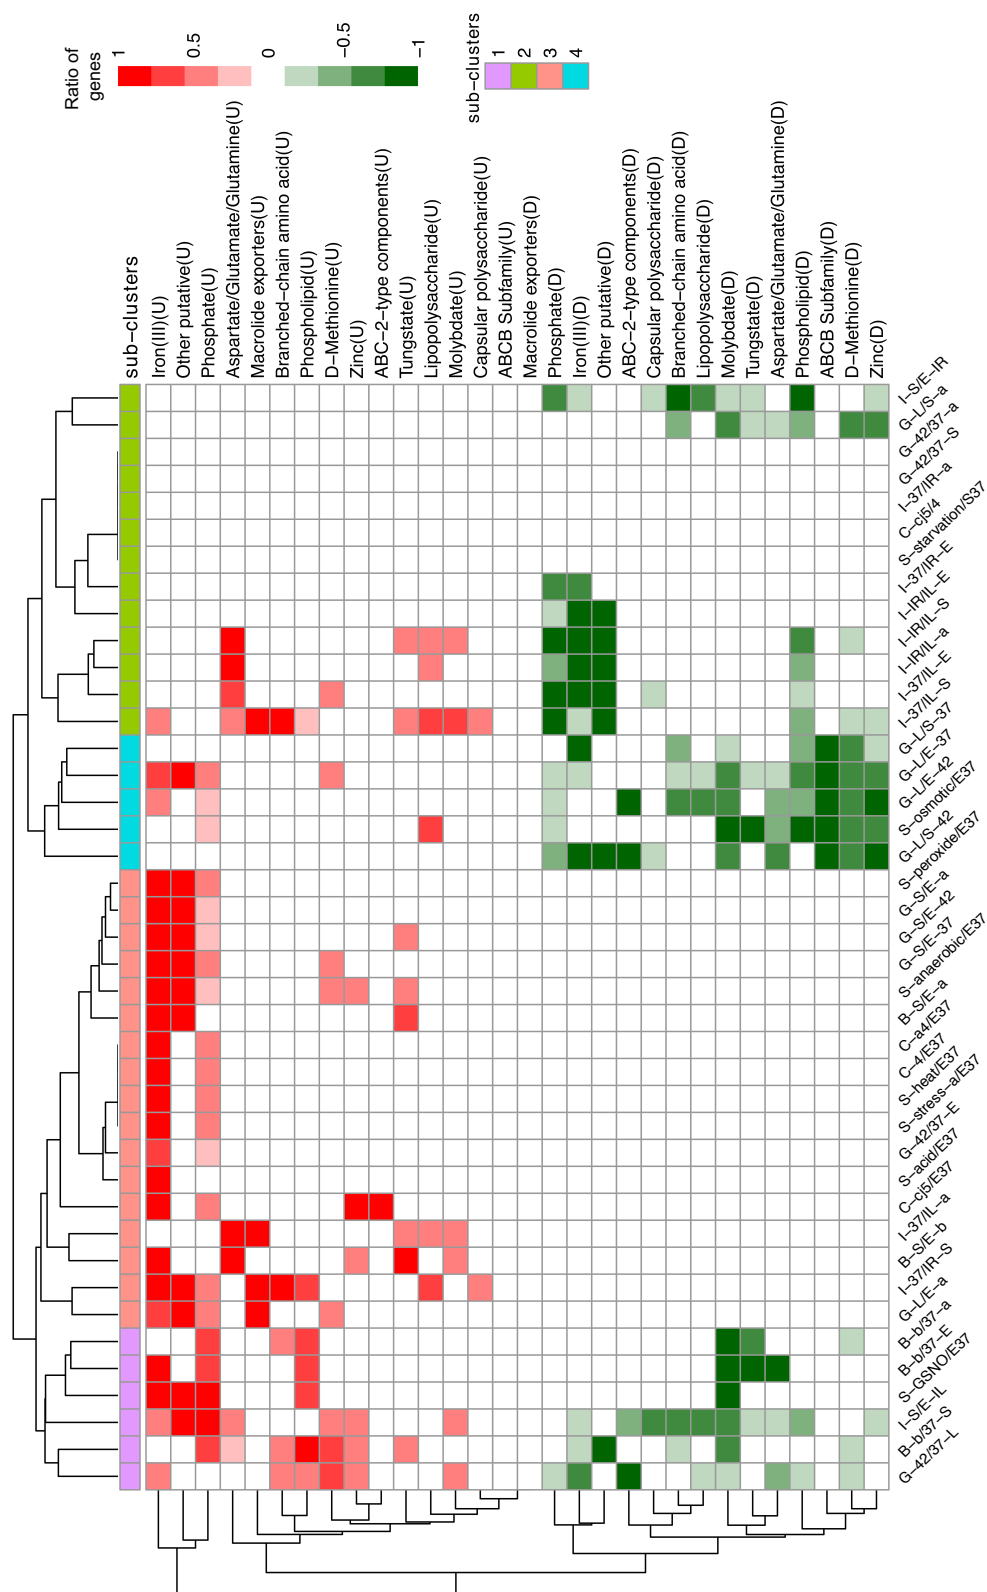 Ratio of
genes
1
0.5
0
−0.5
−1
sub−clusters
1
2
3
4
sub−clusters
Iron(III)(U)
Other putative(U)
Phosphate(U)
Aspartate/Glutamate/Glutamine(U)
Macrolide exporters(U)
Branched−chain amino acid(U)
Phospholipid(U)
D−Methionine(U)
Zinc(U)
ABC−2−type components(U)
Tungstate(U)
Lipopolysaccharide(U)
Molybdate(U)
Capsular polysaccharide(U)
ABCB Subfamily(U)
Macrolide exporters(D)
Phosphate(D)
Iron(III)(D)
Other putative(D)
ABC−2−type components(D)
Capsular polysaccharide(D)
Branched−chain amino acid(D)
Lipopolysaccharide(D)
Molybdate(D)
Tungstate(D)
Aspartate/Glutamate/Glutamine(D)
Phospholipid(D)
ABCB Subfamily(D)
D−Methionine(D)
Zinc(D)
I−S/E−IR
G−L/S−a
G−42/37−a
G−42/37−S
I−37/IR−a
C−cj5/4
S−starvation/S37
I−37/IR−E
I−IR/IL−E
I−IR/IL−S
I−IR/IL−a
I−37/IL−E
I−37/IL−S
G−L/S−37
G−L/E−37
G−L/E−42
S−osmotic/E37
G−L/S−42
S−peroxide/E37
G−S/E−a
G−S/E−42
G−S/E−37
S−anaerobic/E37
B−S/E−a
C−a4/E37
C−4/E37
S−heat/E37
S−stress−a/E37
G−42/37−E
S−acid/E37
C−cj5/E37
I−37/IL−a
B−S/E−b
I−37/IR−S
G−L/E−a
B−b/37−a
B−b/37−E
S−GSNO/E37
I−S/E−IL
B−b/37−S
G−42/37−L